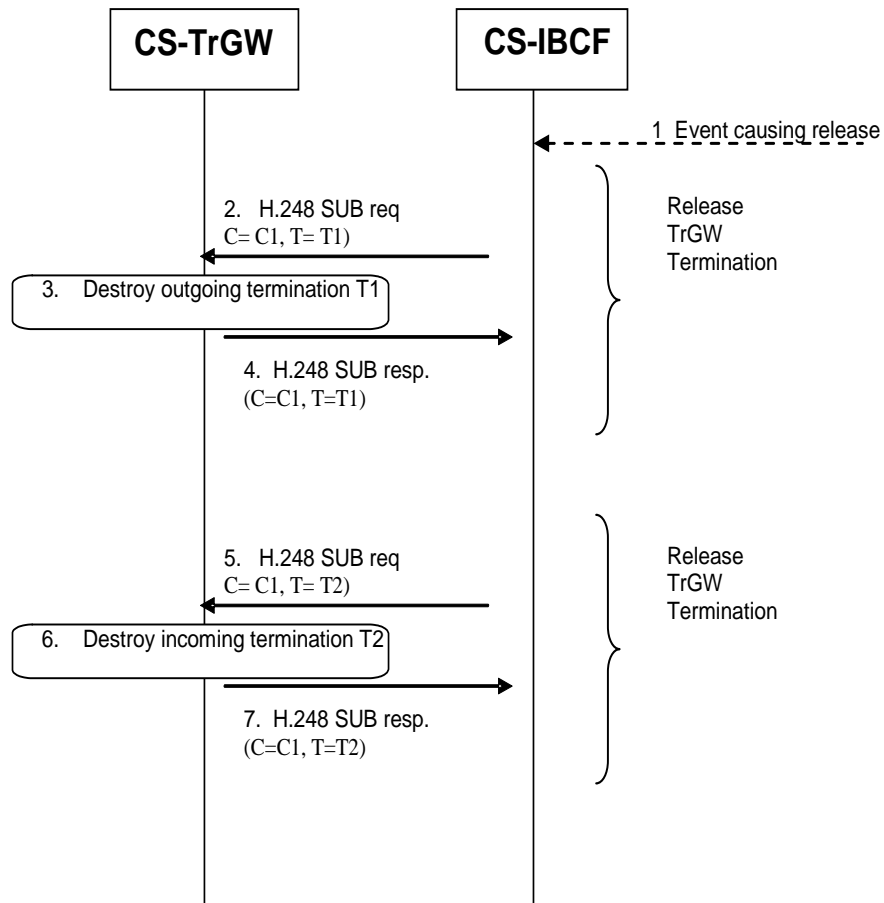 CS-TrGW
CS-IBCF
1 Event causing release
2. H.248 SUB req
C= C1, T= T1)
Release
TrGW
Termination
3. Destroy outgoing termination T1
4. H.248 SUB resp.
(C=C1, T=T1)
5. H.248 SUB req
C= C1, T= T2)
Release
TrGW
Termination
6. Destroy incoming termination T2
7. H.248 SUB resp.
(C=C1, T=T2)